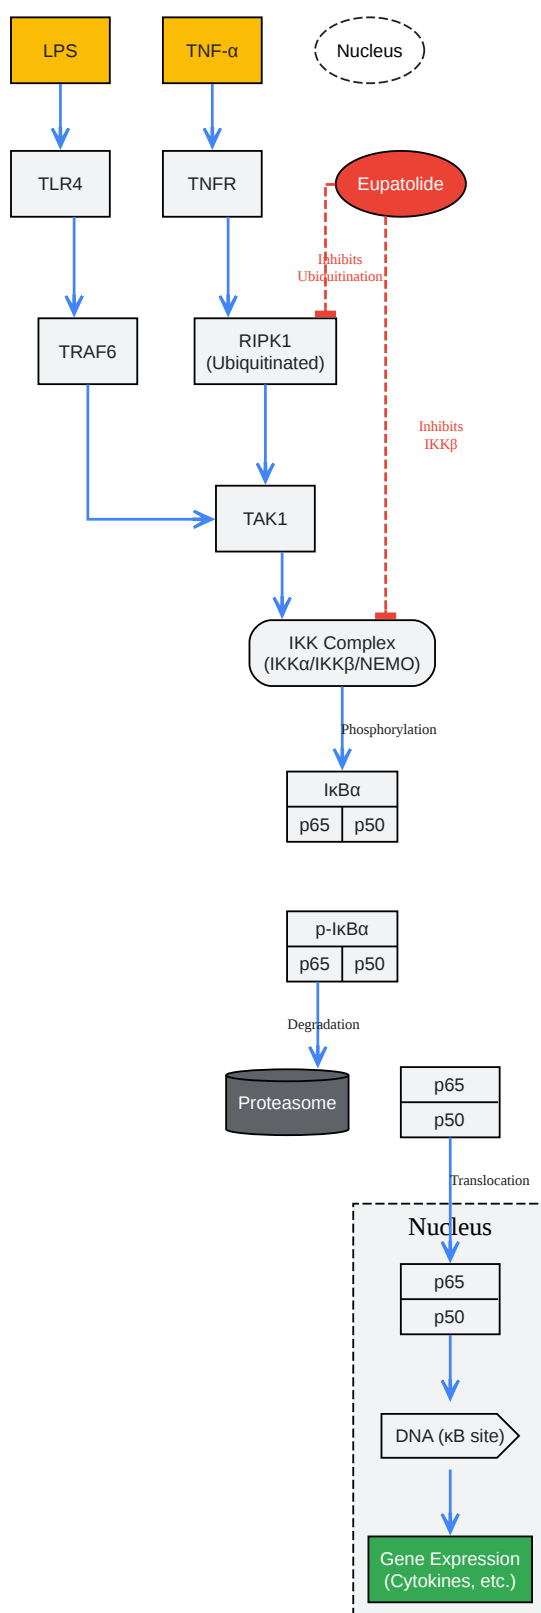 LPS
TNF-α
Nucleus
TLR4
TNFR
Eupatolide
Inhibits
Ubiquitination
TRAF6
RIPK1
(Ubiquitinated)
Inhibits
IKKβ
TAK1
IKK Complex
(IKKα/IKKβ/NEMO)
Phosphorylation
IκBα
p65
p50
p-IκBα
p65
p50
Degradation
Proteasome
p65
p50
Translocation
Nucleus
p65
p50
DNA (κB site)
Gene Expression
(Cytokines, etc.)